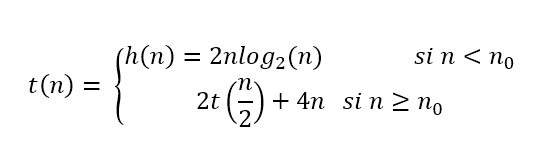 t(n) = { h(n) = 2nlog₂(n) si n < n₀
2t(n/2) + 4n si n ≥ n₀